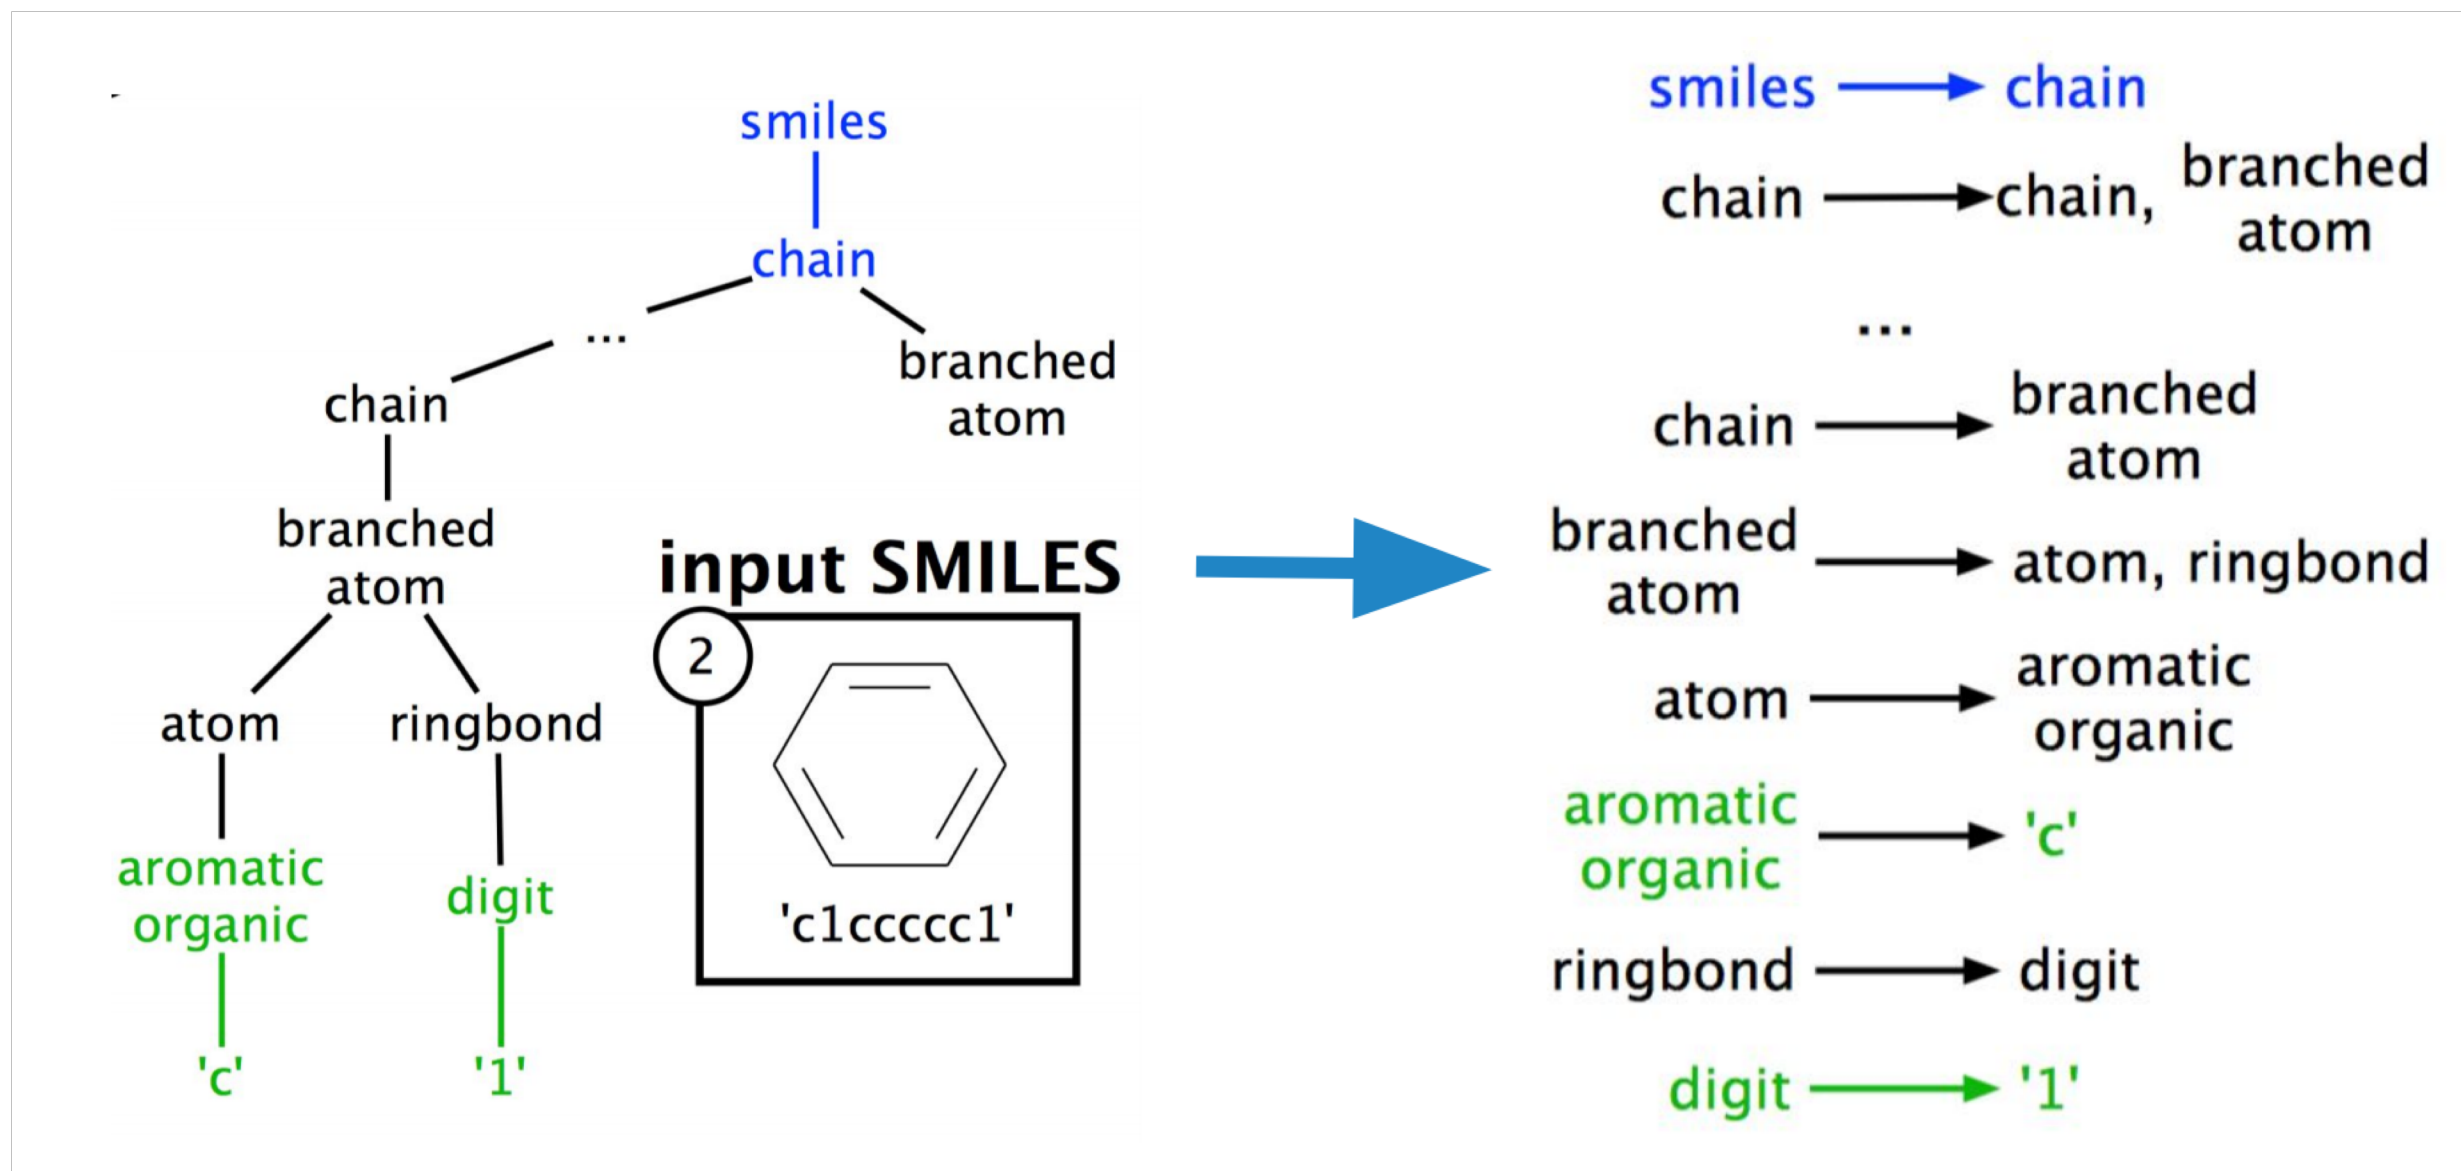 smiles
chain
...
branched
atom
chain
branched
atom
atom
ringbond
aromatic
organic
digit
'c'
'1'
input SMILES
2
'c1ccccc1'
smiles chain
chain chain, branched
atom
...
chain branched
atom
branched
atom atom, ringbond
atom aromatic
organic
aromatic
organic 'c'
ringbond digit
digit '1'